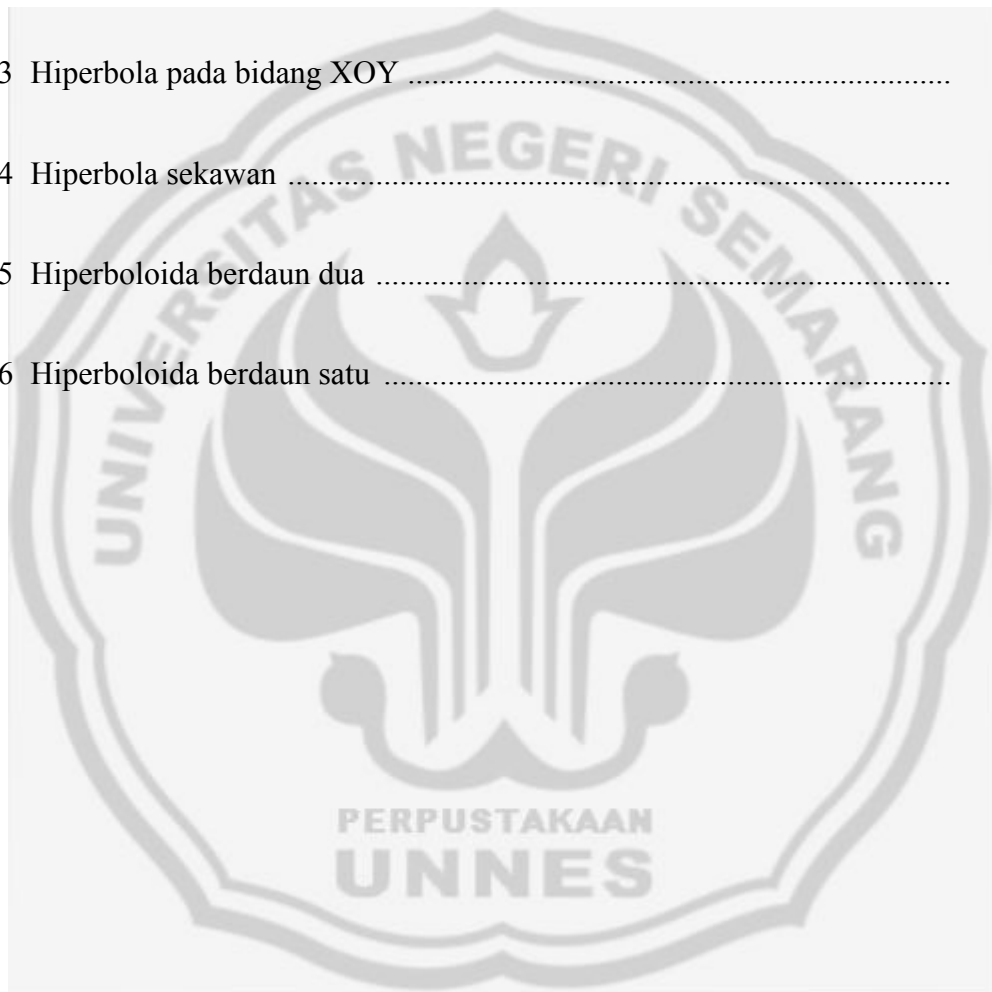 3 Hiperbola pada bidang XOY ....................................................................
4 Hiperbola sekawan ...................................................................................
5 Hiperboloida berdaun dua ........................................................................
6 Hiperboloida berdaun satu .......................................................................
UNIVERSITAS NEGERI SEMARANG
PERPUSTAKAAN
UNNES